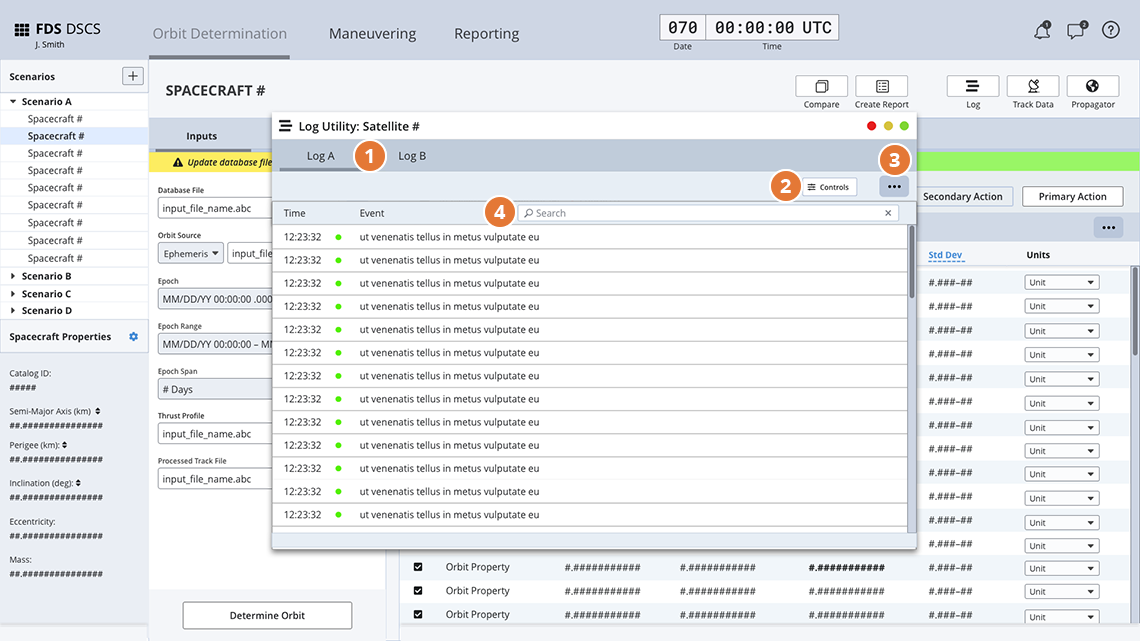 FDS DSCS
J. Smith
Orbit Determination
Maneuvering
Reporting
070
00:00:00 UTC
Date
Time
1
2
?
Scenarios
+
Scenario A
Spacecraft #
Spacecraft #
Spacecraft #
Spacecraft #
Spacecraft #
Spacecraft #
Spacecraft #
Spacecraft #
Spacecraft #
Scenario B
Scenario C
Scenario D
Spacecraft Properties
Catalog ID:
#####
Semi-Major Axis (km)
##.###############
Perigee (km):
##.###############
Inclination (deg):
##.###############
Eccentricity:
##.###############
Mass:
##.###############
SPACECRAFT #
Compare
Create Report
Log
Track Data
Propagator
Inputs
Update database file
Database File
input_file_name.abc
Orbit Source
Ephemeris
input_file
Epoch
MM/DD/YY 00:00:00 .000
Epoch Range
MM/DD/YY 00:00:00 – MM
Epoch Span
# Days
Thrust Profile
input_file_name.abc
Processed Track File
input_file_name.abc
Determine Orbit
Log Utility: Satellite #
Log A
1
Log B
2
Controls
3
Time
Event
4
Search
12:23:32 ut venenatis tellus in metus vulputate eu
12:23:32 ut venenatis tellus in metus vulputate eu
12:23:32 ut venenatis tellus in metus vulputate eu
12:23:32 ut venenatis tellus in metus vulputate eu
12:23:32 ut venenatis tellus in metus vulputate eu
12:23:32 ut venenatis tellus in metus vulputate eu
12:23:32 ut venenatis tellus in metus vulputate eu
12:23:32 ut venenatis tellus in metus vulputate eu
12:23:32 ut venenatis tellus in metus vulputate eu
12:23:32 ut venenatis tellus in metus vulputate eu
12:23:32 ut venenatis tellus in metus vulputate eu
12:23:32 ut venenatis tellus in metus vulputate eu
12:23:32 ut venenatis tellus in metus vulputate eu
Secondary Action
Primary Action
Std Dev
Units
#.###–## Unit
#.###–## Unit
#.###–## Unit
#.###–## Unit
#.###–## Unit
#.###–## Unit
#.###–## Unit
#.###–## Unit
#.###–## Unit
#.###–## Unit
#.###–## Unit
#.###–## Unit
Orbit Property #.########### #.########### #.########### #.###–## Unit
Orbit Property #.########### #.########### #.########### #.###–## Unit
Orbit Property #.########### #.########### #.########### #.###–## Unit